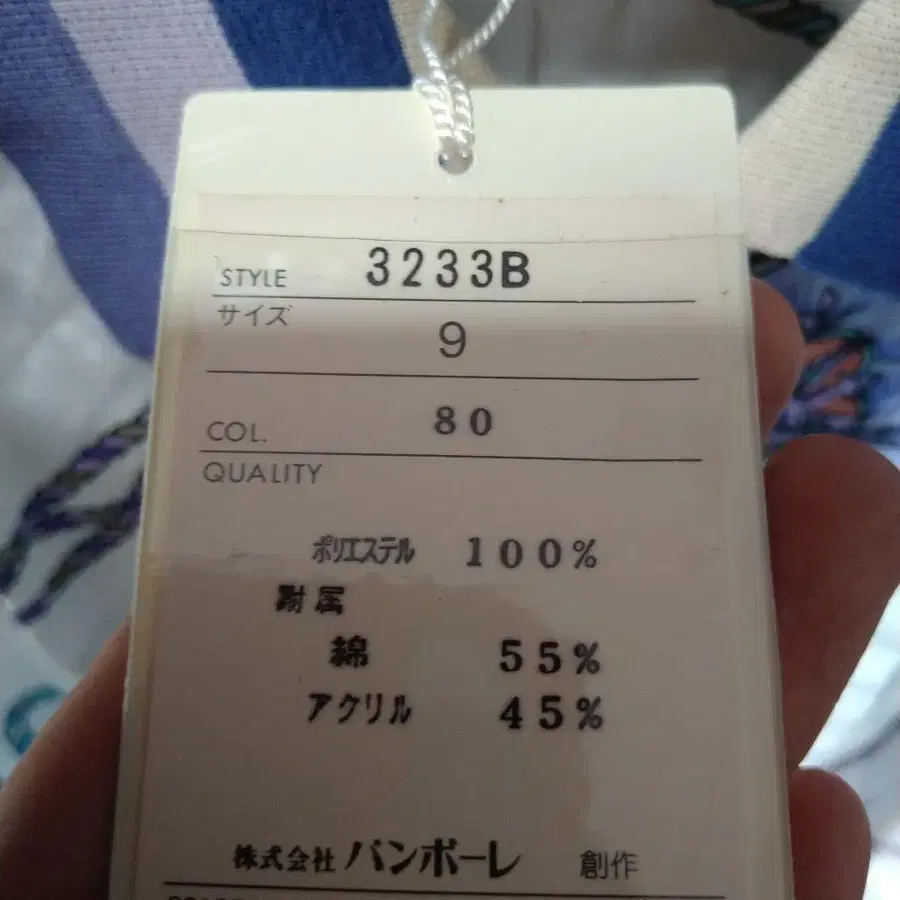 STYLE 3233B
サイズ 9
COL. 80
QUALITY
ポリエステル 100%
附属
綿 55%
アクリル 45%
株式会社 バンボーレ 創作